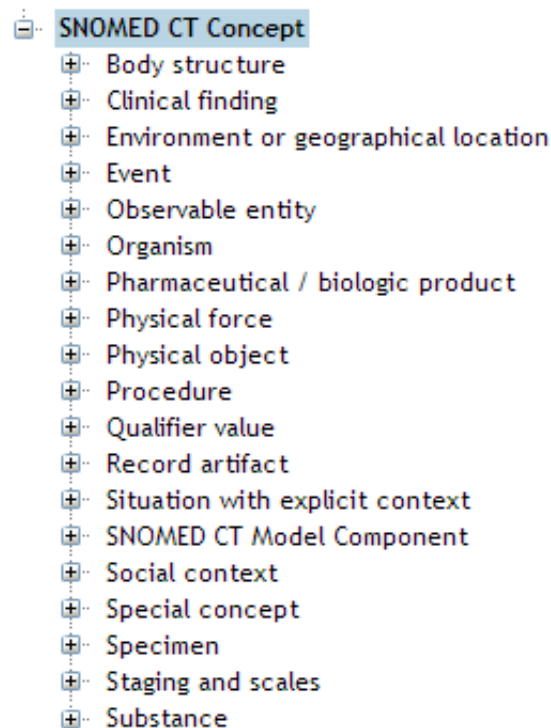 SNOMED CT Concept
Body structure
Clinical finding
Environment or geographical location
Event
Observable entity
Organism
Pharmaceutical / biologic product
Physical force
Physical object
Procedure
Qualifier value
Record artifact
Situation with explicit context
SNOMED CT Model Component
Social context
Special concept
Specimen
Staging and scales
Substance